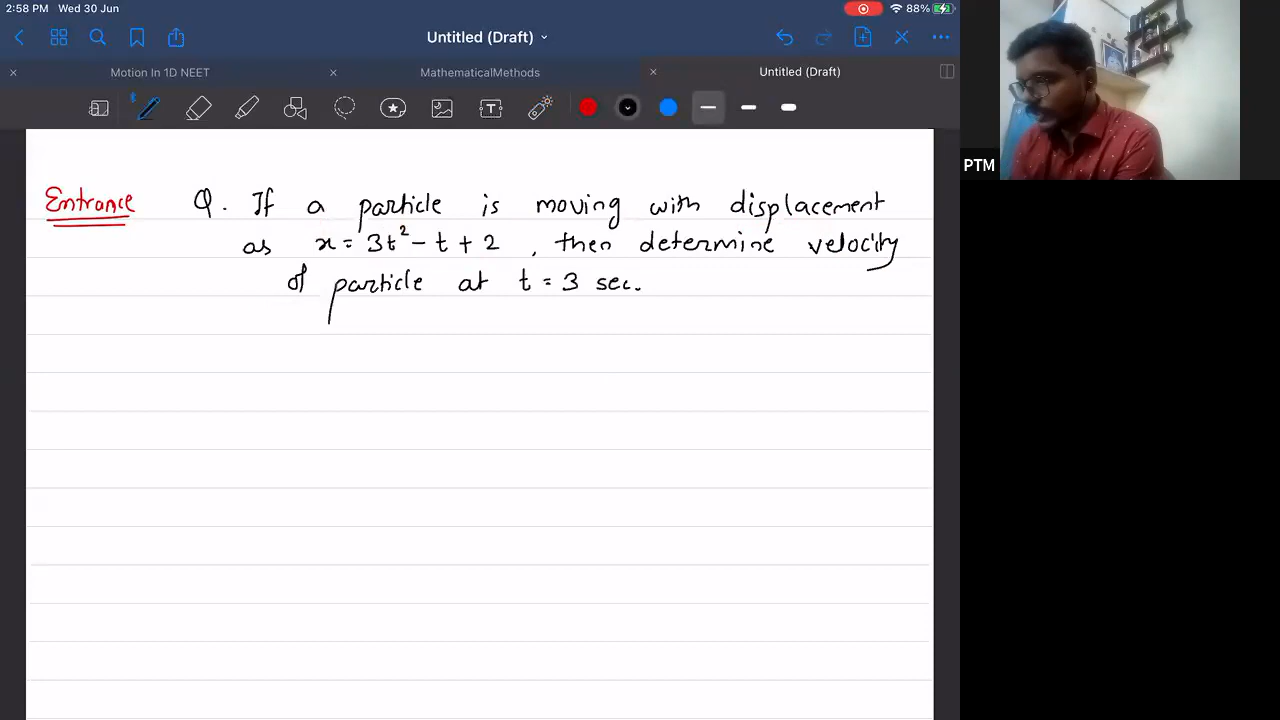 2:58 PM Wed 30 Jun
88%
Untitled (Draft)
Motion In 1D NEET
MathematicalMethods
Untitled (Draft)
Entrance Q. If a particle is moving with displacement
as x = 3t² - t + 2 , then determine velocity
of particle at t = 3 sec.
PTM